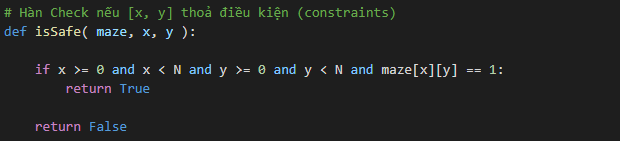 # Hàn Check nếu [x, y] thoả điều kiện (constraints)
def isSafe( maze, x, y ):
if x >= 0 and x < N and y >= 0 and y < N and maze[x][y] == 1:
return True
return False